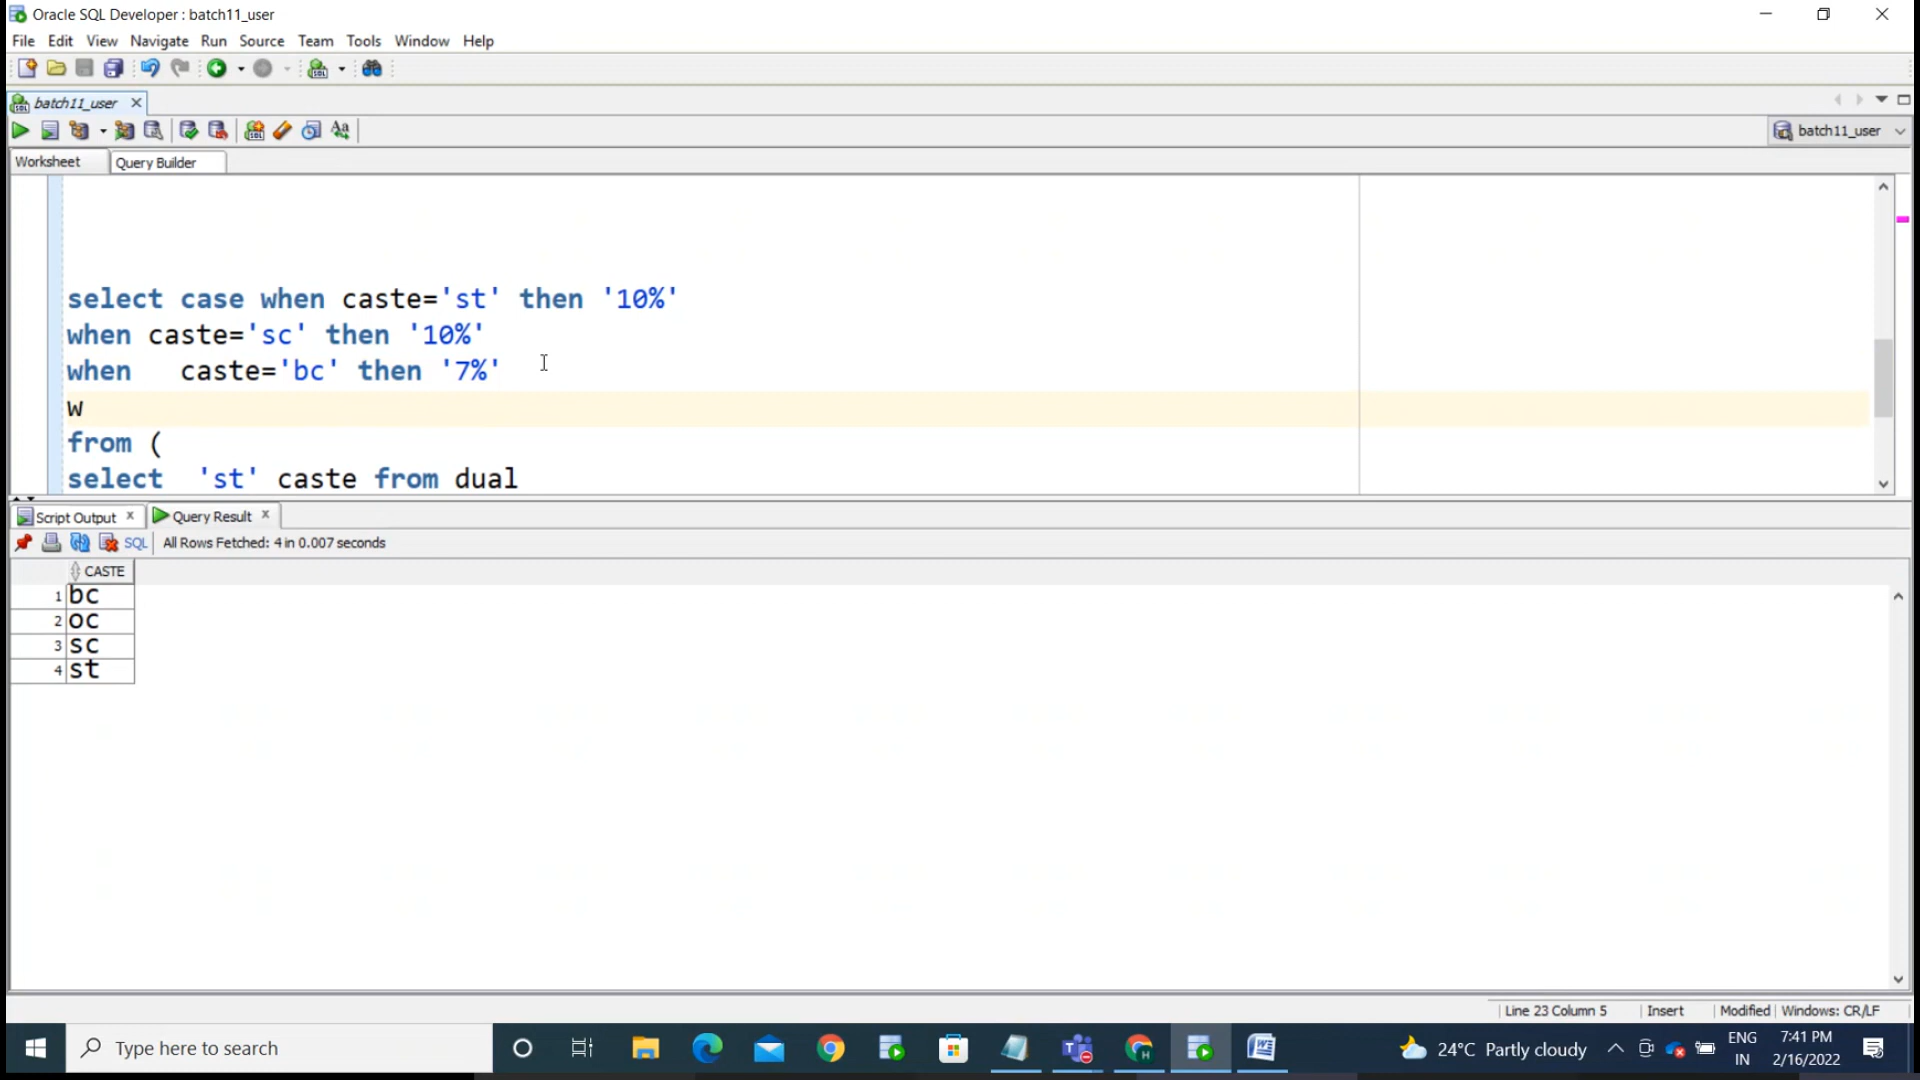 Oracle SQL Developer : batch11_user
File Edit View Navigate Run Source Team Tools Window Help
batch11_user
batch11_user
Worksheet Query Builder
select case when caste='st' then '10%'
when caste='sc' then '10%'
when   caste='bc' then '7%'
w
from (
select  'st' caste from dual
Script Output Query Result
SQL All Rows Fetched: 4 in 0.007 seconds
CASTE
1 bc
2 oc
3 sc
4 st
Line 23 Column 5 Insert Modified Windows: CR/LF
Type here to search
24°C Partly cloudy
ENG
IN
7:41 PM
2/16/2022